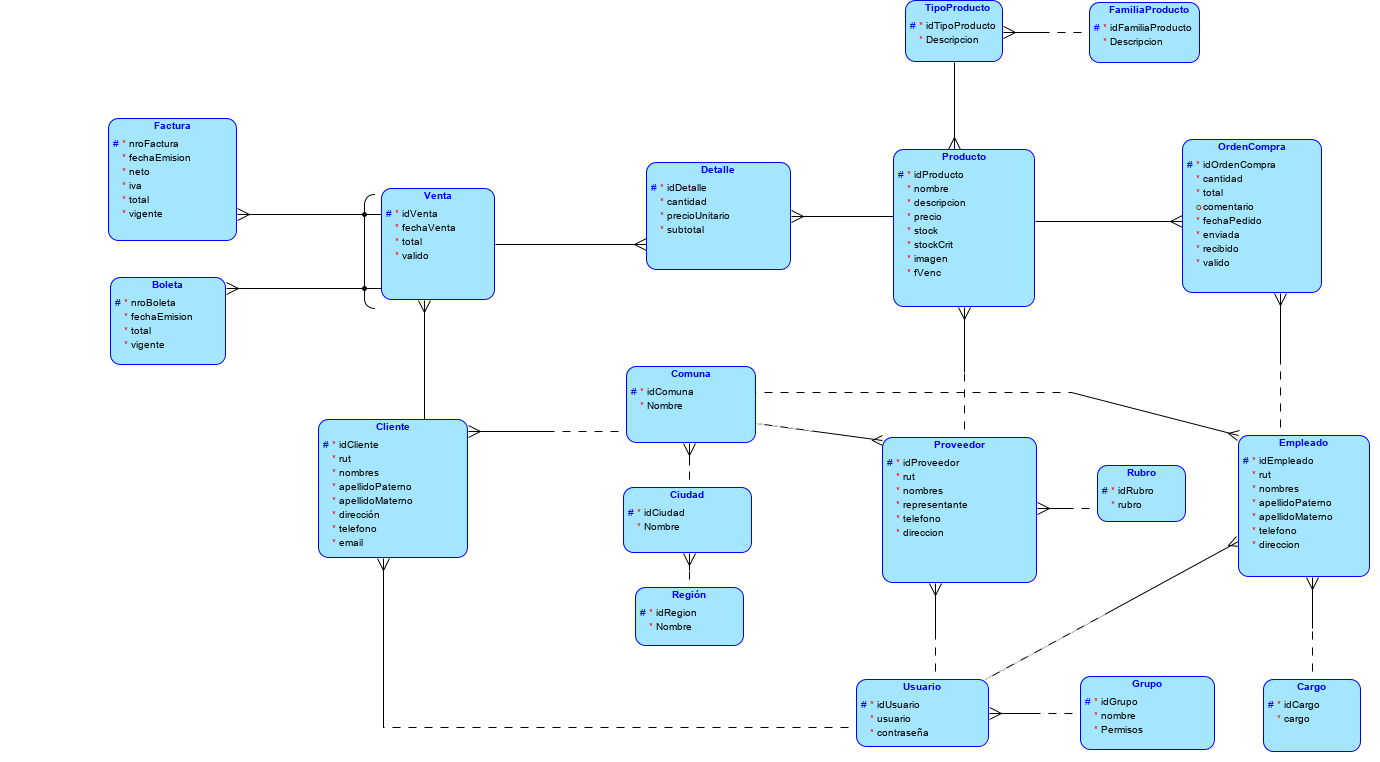 TipoProducto
# * idTipoProducto
* Descripcion
FamiliaProducto
# * idFamiliaProducto
* Descripcion
Factura
# * nroFactura
* fechaEmision
* neto
* iva
* total
* vigente
Venta
# * idVenta
* fechaVenta
* total
* valido
Detalle
# * idDetalle
* cantidad
* precioUnitario
* subtotal
Producto
# * idProducto
* nombre
* descripcion
* precio
* stock
* stockCrit
* imagen
* fVenc
OrdenCompra
# * idOrdenCompra
* cantidad
* total
o comentario
* fechaPedido
* enviada
* recibido
* valido
Boleta
# * nroBoleta
* fechaEmision
* total
* vigente
Comuna
# * idComuna
* Nombre
Cliente
# * idCliente
* rut
* nombres
* apellidoPaterno
* apellidoMaterno
* dirección
* telefono
* email
Ciudad
# * idCiudad
* Nombre
Región
# * idRegion
* Nombre
Proveedor
# * idProveedor
* rut
* nombres
* representante
* telefono
* direccion
Rubro
# * idRubro
* rubro
Empleado
# * idEmpleado
* rut
* nombres
* apellidoPaterno
* apellidoMaterno
* telefono
* direccion
Usuario
# * idUsuario
* usuario
* contraseña
Grupo
# * idGrupo
* nombre
* Permisos
Cargo
# * idCargo
* cargo